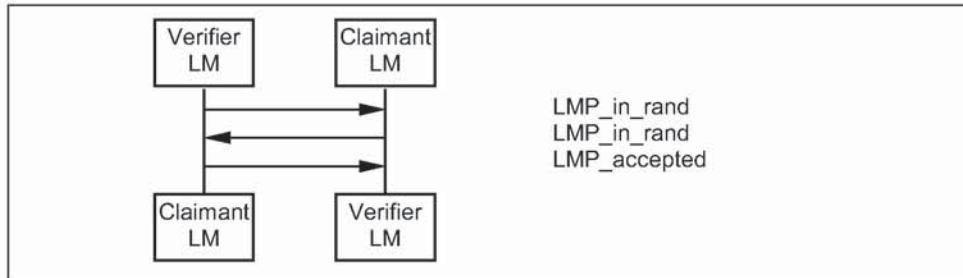 Verifier
LM
Claimant
LM
LMP_in_rand
LMP_in_rand
LMP_accepted
Claimant
LM
Verifier
LM